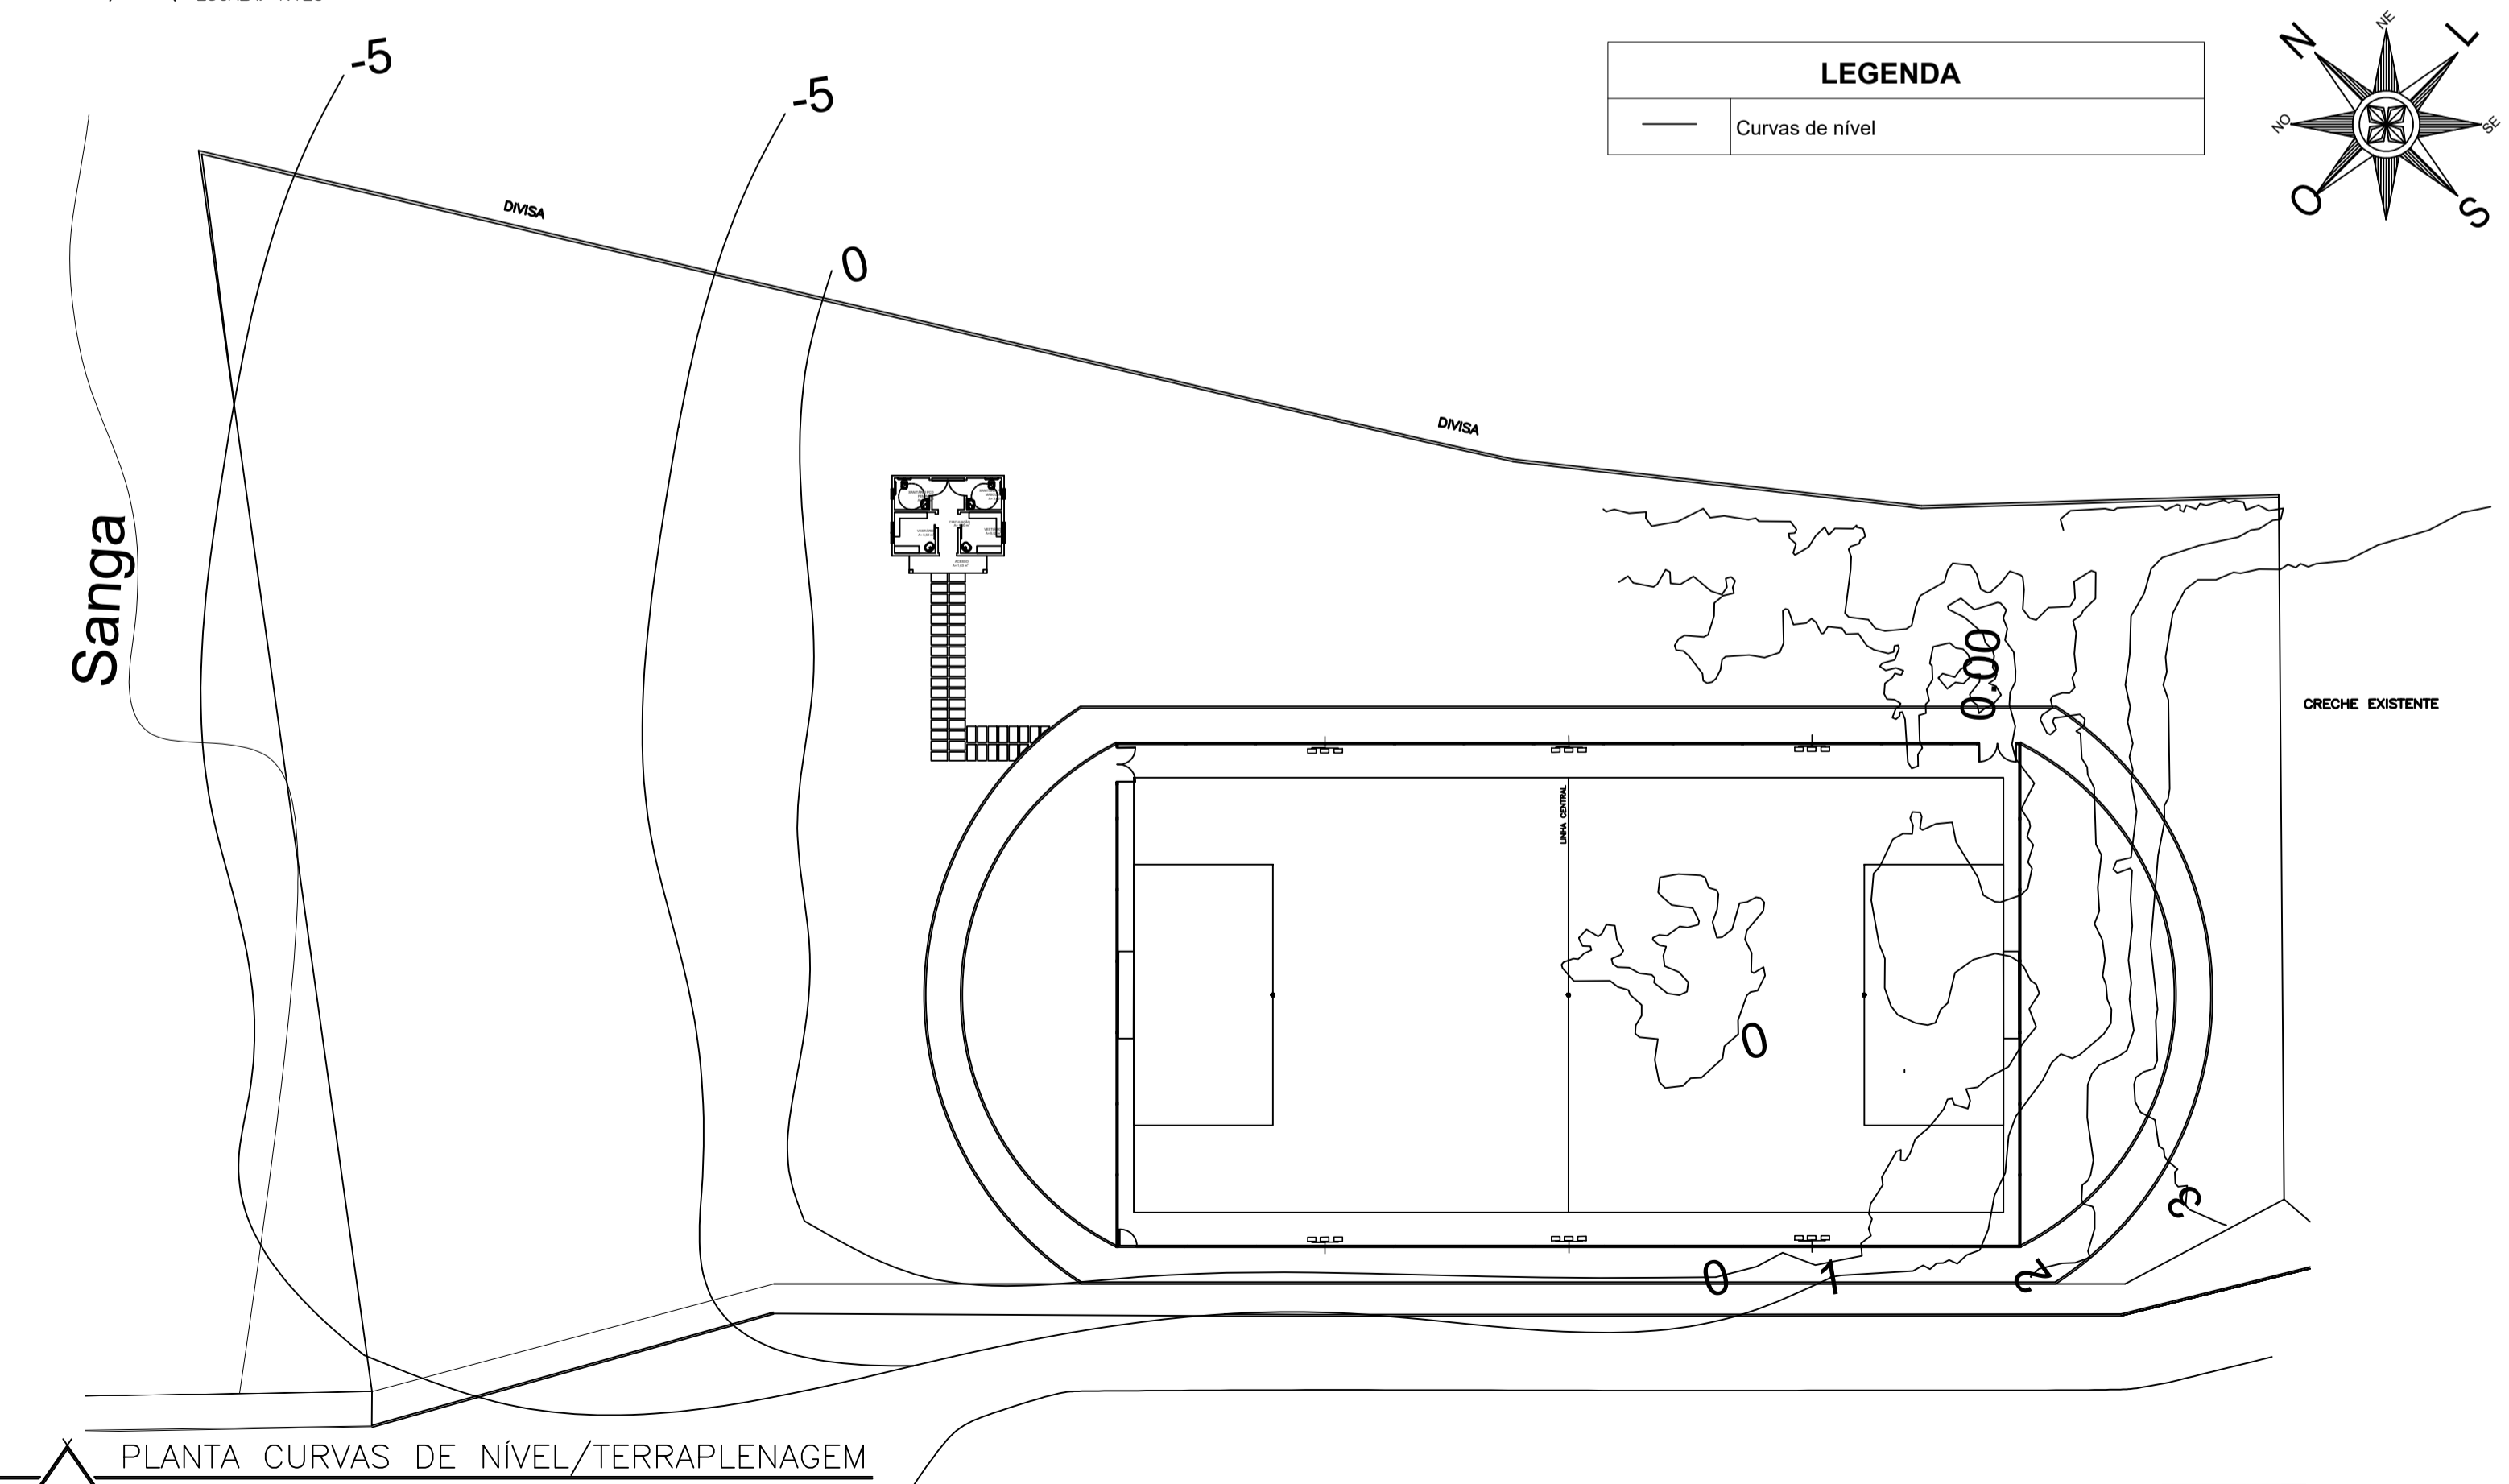 -5
-5
0
LEGENDA
Curvas de nível
N
NE
L
NO
SE
O
S
DIVISA
DIVISA
Sanga
0,00
CRECHE EXISTENTE
LINHA CENTRAL
0
3
0
1
2
PLANTA CURVAS DE NÍVEL/TERRAPLENAGEM